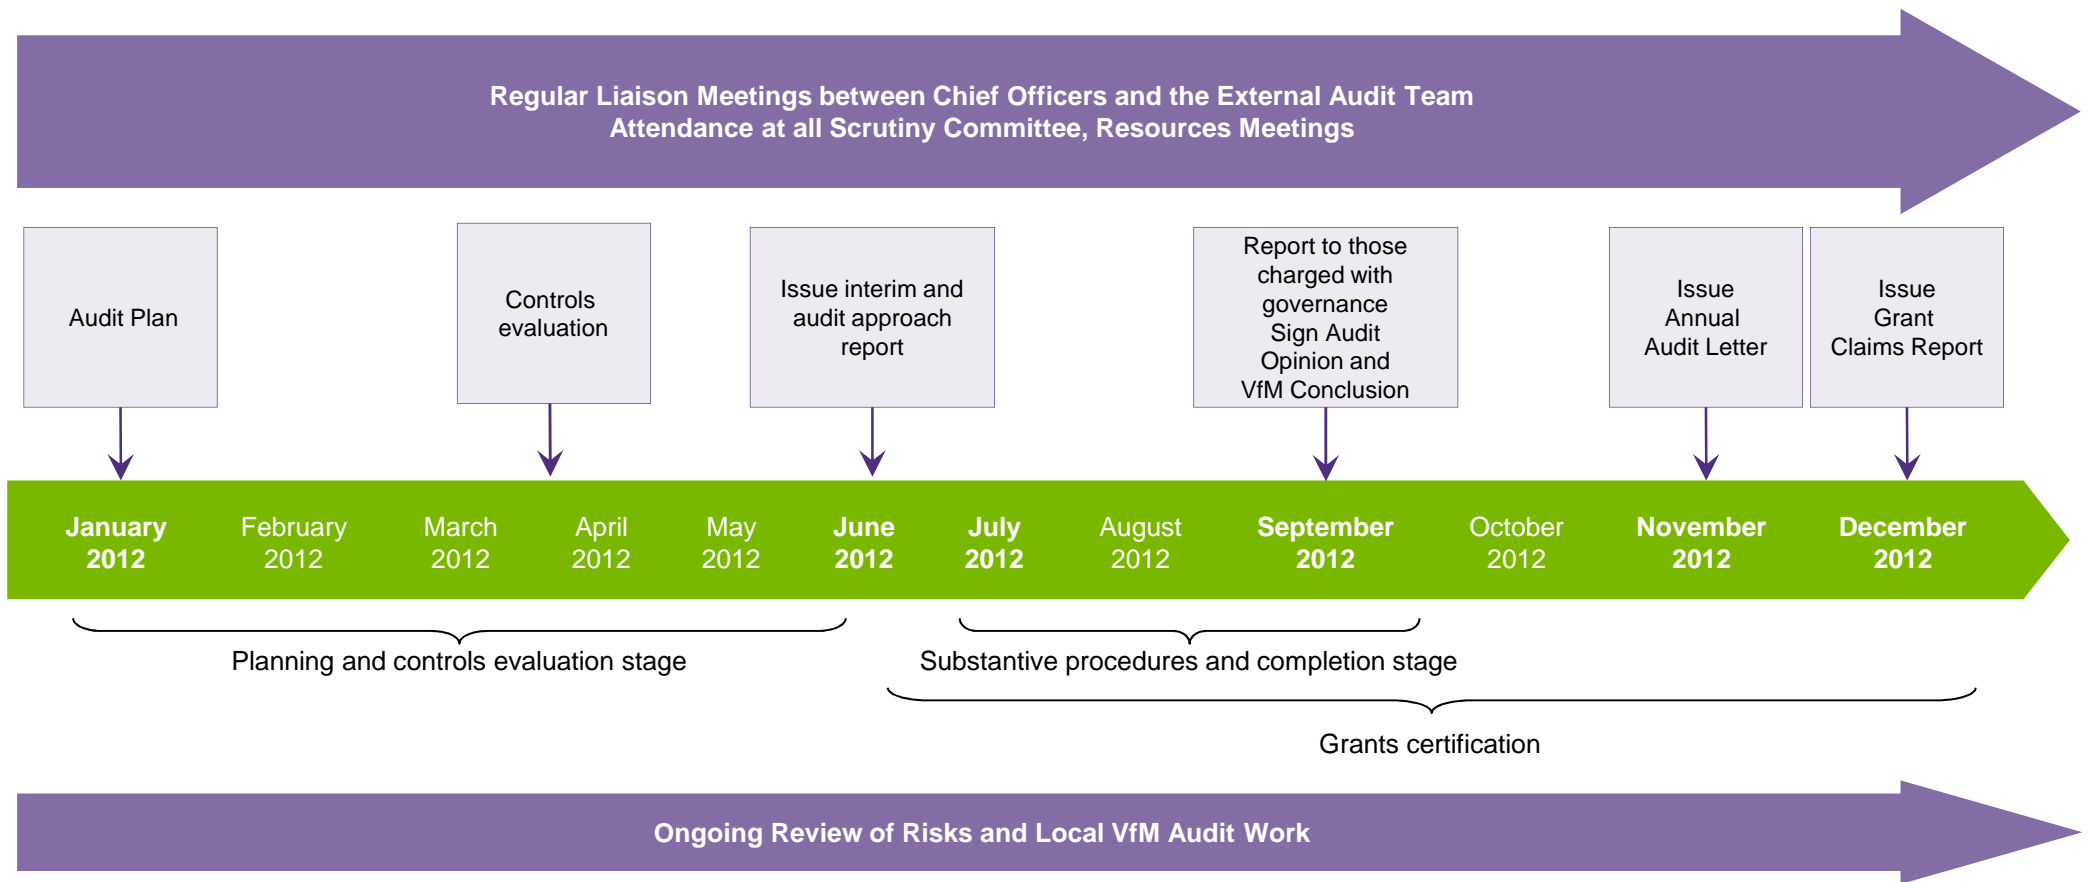 Regular Liaison Meetings between Chief Officers and the External Audit Team
Attendance at all Scrutiny Committee, Resources Meetings
Audit Plan
Controls
evaluation
Issue interim and
audit approach
report
Report to those
charged with
governance
Sign Audit
Opinion and
VfM Conclusion
Issue
Annual
Audit Letter
Issue
Grant
Claims Report
January
2012
February
2012
March
2012
April
2012
May
2012
June
2012
July
2012
August
2012
September
2012
October
2012
November
2012
December
2012
Planning and controls evaluation stage
Substantive procedures and completion stage
Grants certification
Ongoing Review of Risks and Local VfM Audit Work